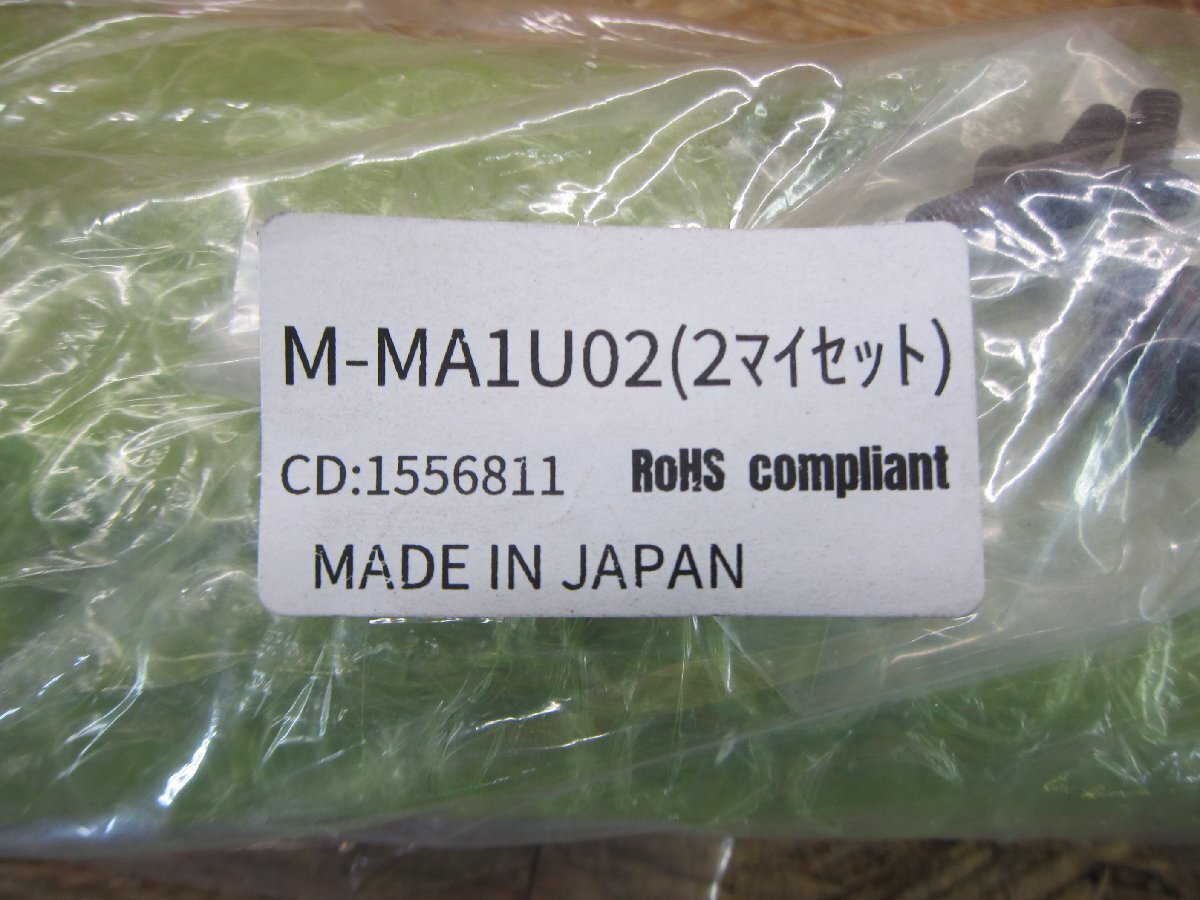 M-MA1U02(2ﾏｲｾｯﾄ)
CD:1556811 RoHS compliant
MADE IN JAPAN